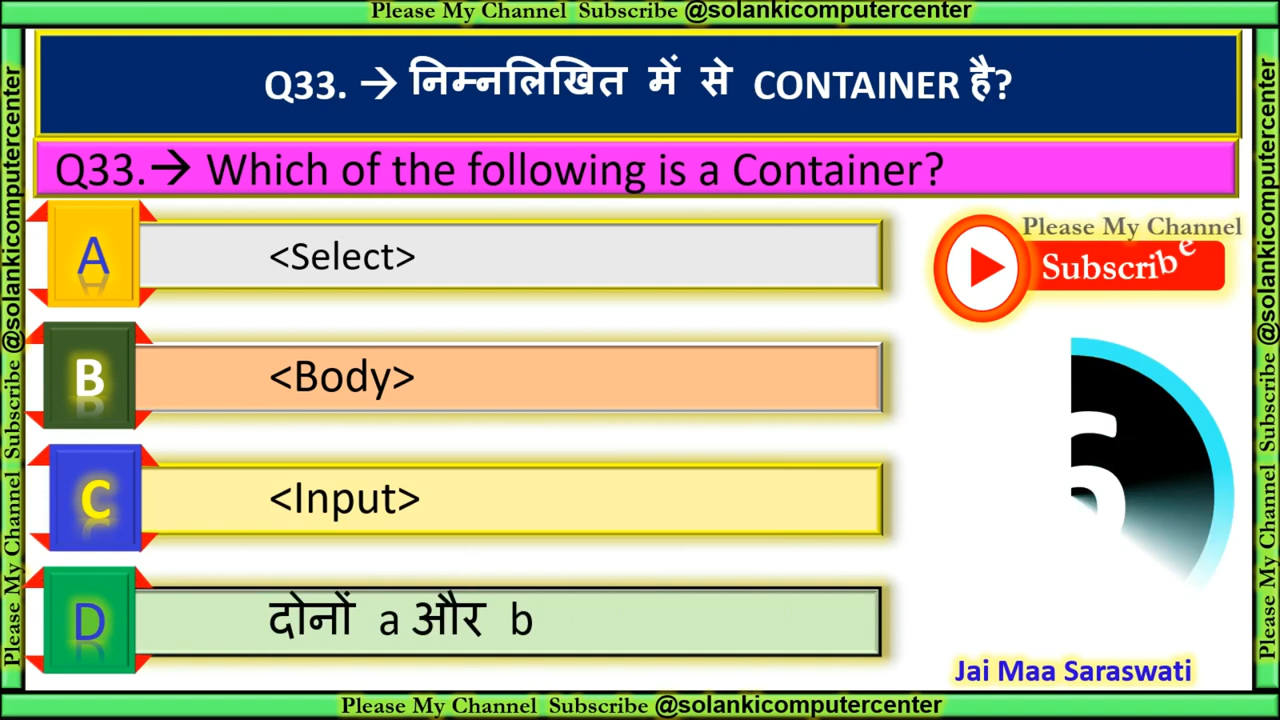 Please My Channel Subscribe @solankicomputercenter
Q33. → निम्नलिखित में से CONTAINER है?
Q33.→ Which of the following is a Container?
A <Select>
B <Body>
C <Input>
D दोनों a और b
Please My Channel
Subscribe
6
Jai Maa Saraswati
Please My Channel Subscribe @solankicomputercenter
Please My Channel Subscribe @solankicomputercenter
Please My Channel Subscribe @solankicomputercenter